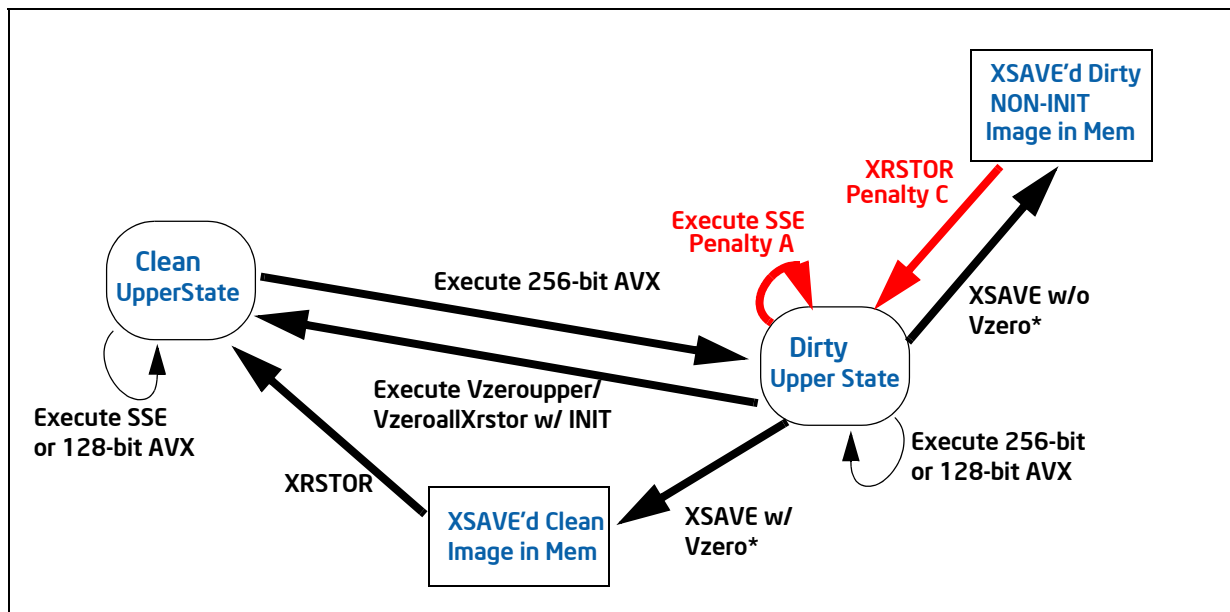 XSAVE'd Dirty
NON-INIT
Image in Mem
XRSTOR
Penalty C
Execute SSE
Penalty A
Clean
UpperState
Execute 256-bit AVX
XSAVE w/o
Vzero*
Dirty
Upper State
Execute Vzeroupper/
VzeroallXrstor w/ INIT
Execute SSE
or 128-bit AVX
Execute 256-bit
or 128-bit AVX
XRSTOR
XSAVE'd Clean
Image in Mem
XSAVE w/
Vzero*